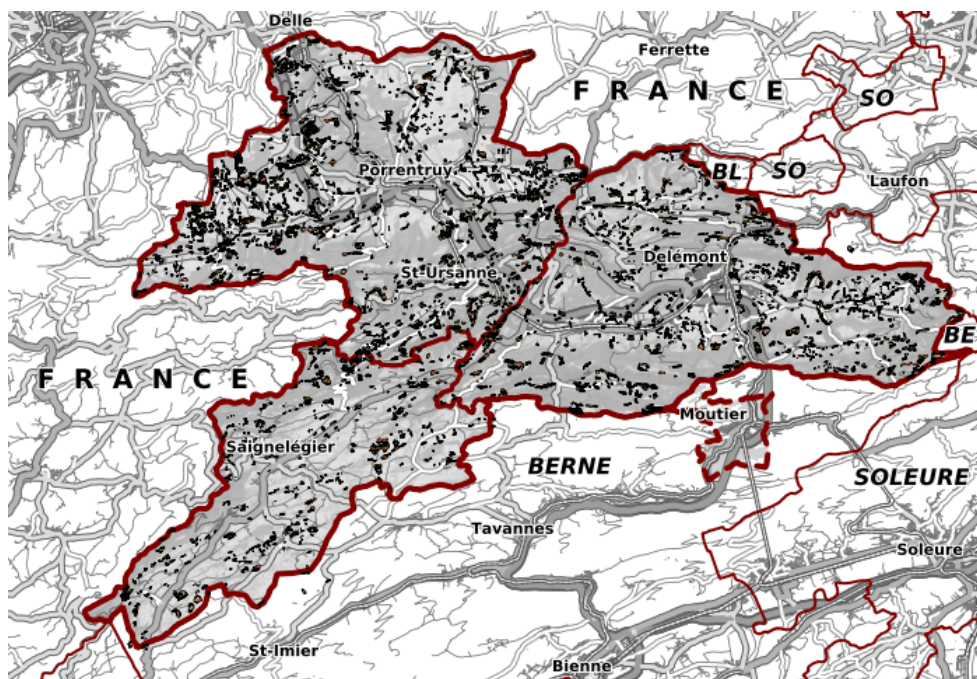 Delle
Ferrette
F R A N C E
SO
Porrentruy
BL
SO
Laufon
St-Ursanne
Delémont
BE
F R A N C E
Moutier
Saignelégier
BERNE
SOLEURE
Tavannes
Soleure
St-Imier
Bienne